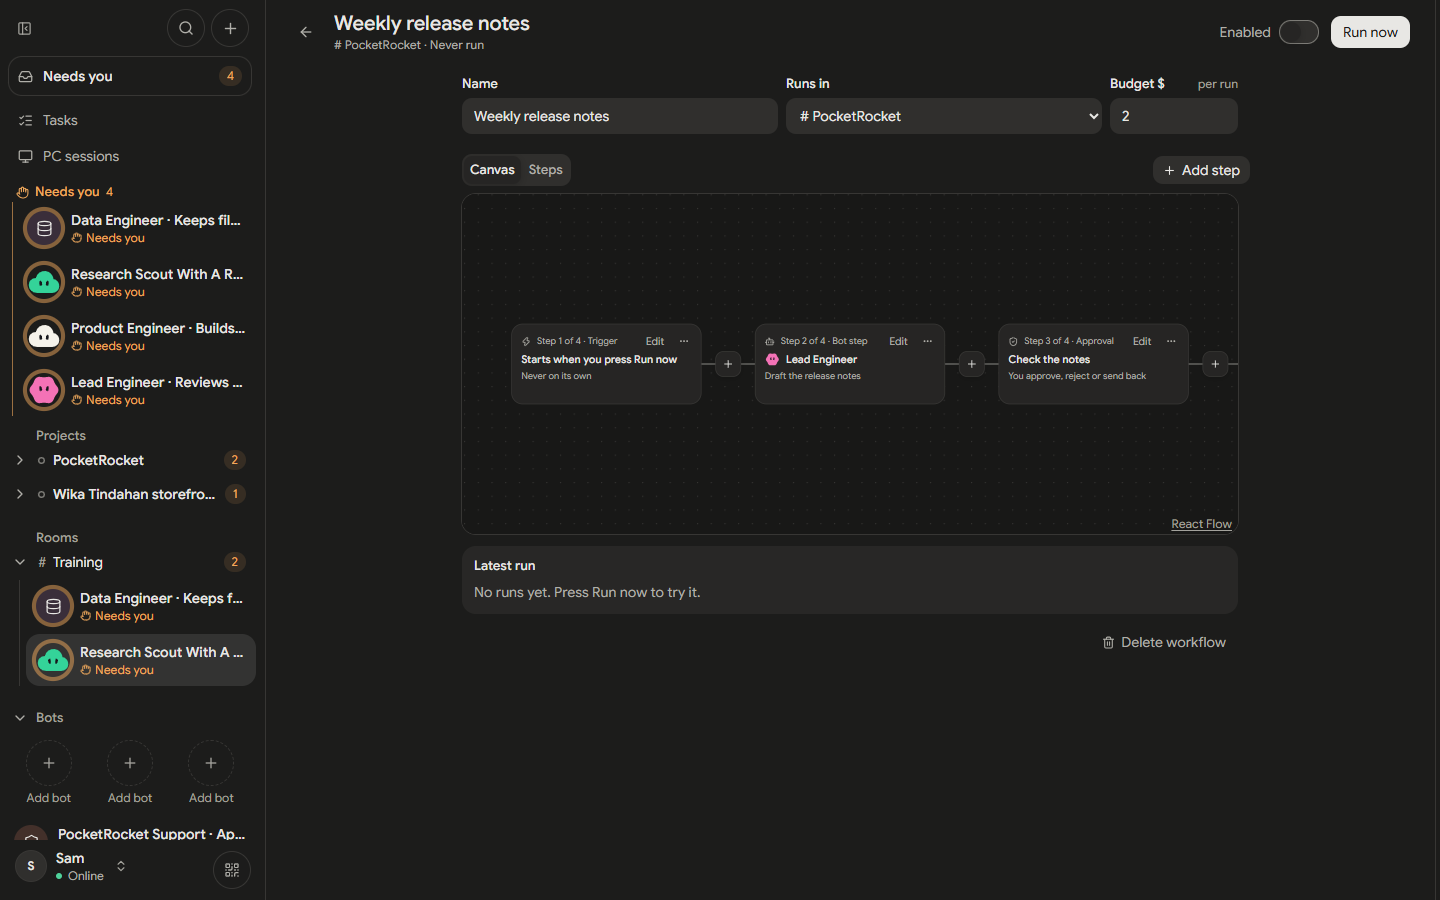 Needs you 4
Tasks
PC sessions
Needs you 4
Data Engineer · Keeps fil...
Needs you
Research Scout With A R...
Needs you
Product Engineer · Builds...
Needs you
Lead Engineer · Reviews ...
Needs you
Projects
PocketRocket 2
Wika Tindahan storefro... 1
Rooms
# Training 2
Data Engineer · Keeps f...
Needs you
Research Scout With A ...
Needs you
Bots
Add bot Add bot Add bot
PocketRocket Support · Ap...
S Sam
Online
Weekly release notes
# PocketRocket · Never run
Enabled Run now
Name Runs in Budget $ per run
Weekly release notes # PocketRocket 2
Canvas Steps + Add step
Step 1 of 4 · Trigger Edit ...
Starts when you press Run now
Never on its own
Step 2 of 4 · Bot step Edit ...
Lead Engineer
Draft the release notes
Step 3 of 4 · Approval Edit ...
Check the notes
You approve, reject or send back
React Flow
Latest run
No runs yet. Press Run now to try it.
Delete workflow